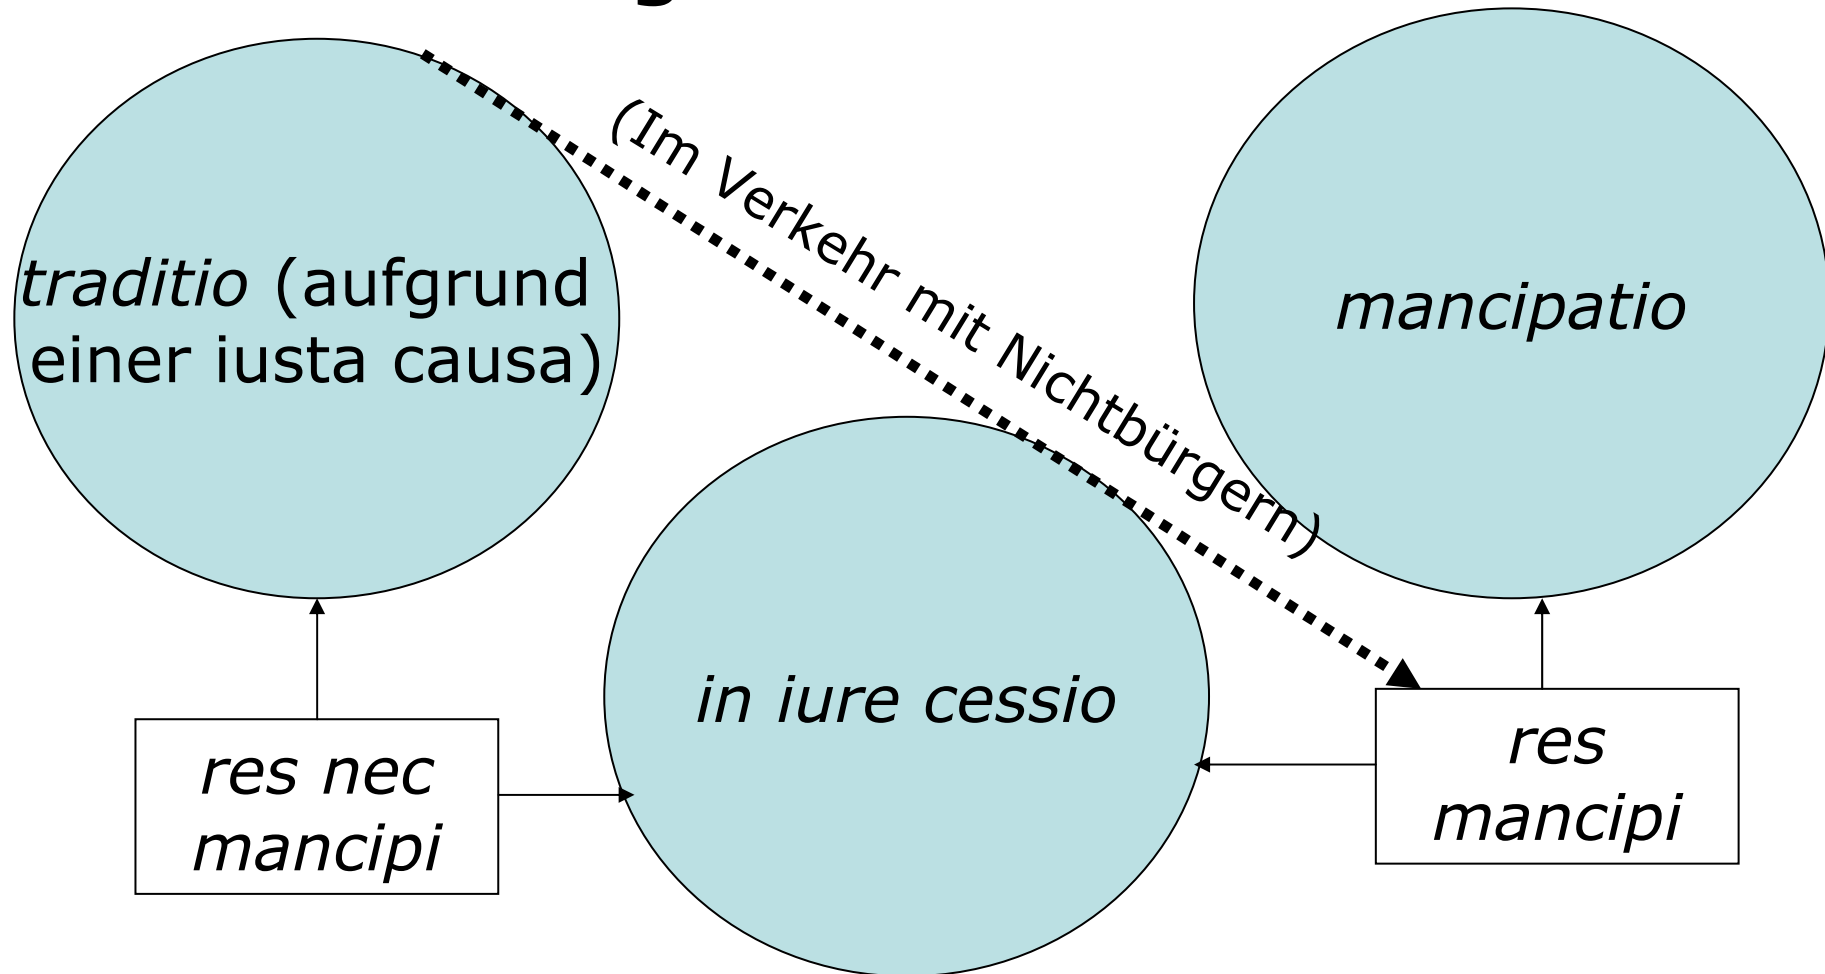 (Im Verkehr mit Nichtbürgern)
traditio (aufgrund
einer iusta causa)
mancipatio
in iure cessio
res nec
mancipi
res
mancipi